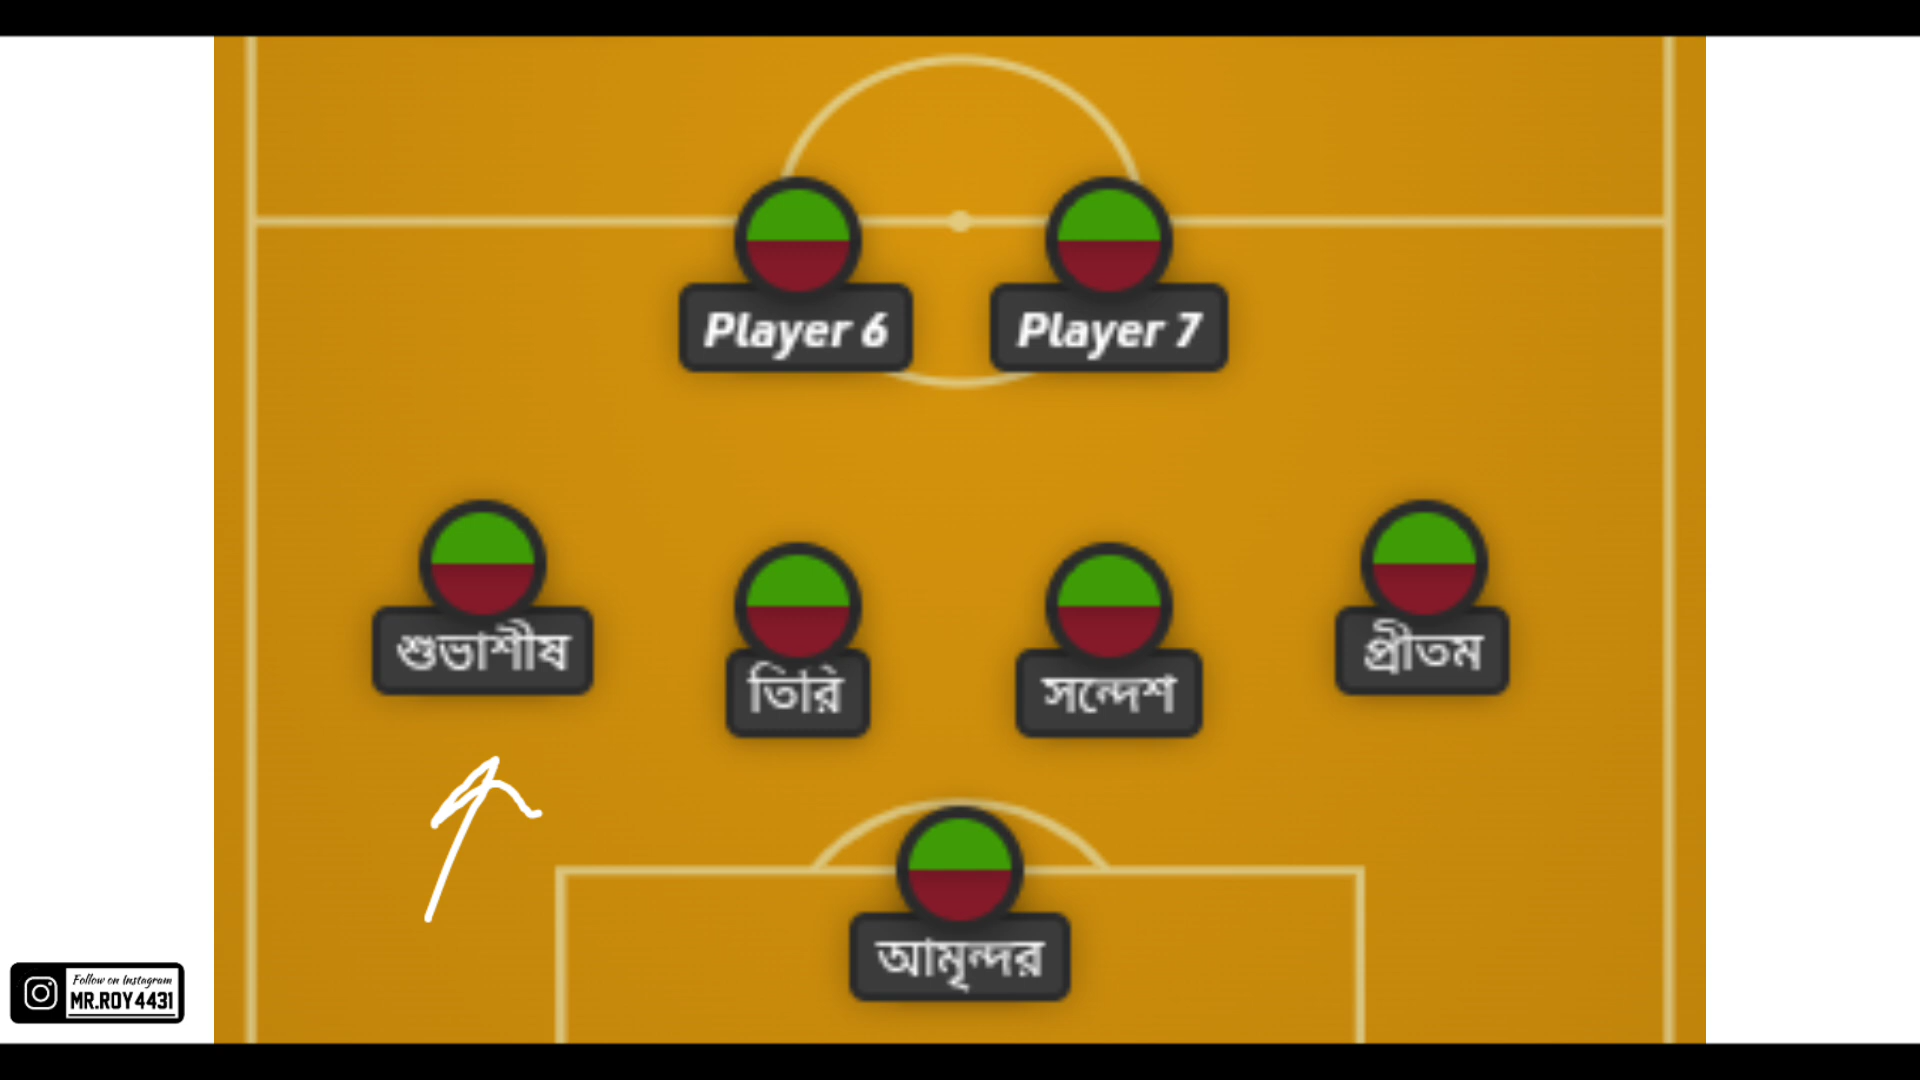 Player 6
Player 7
শুভাশীষ
তিরি
সন্দেশ
প্রীতম
আমৃন্দর
Follow on Instagram
MR.ROY4431